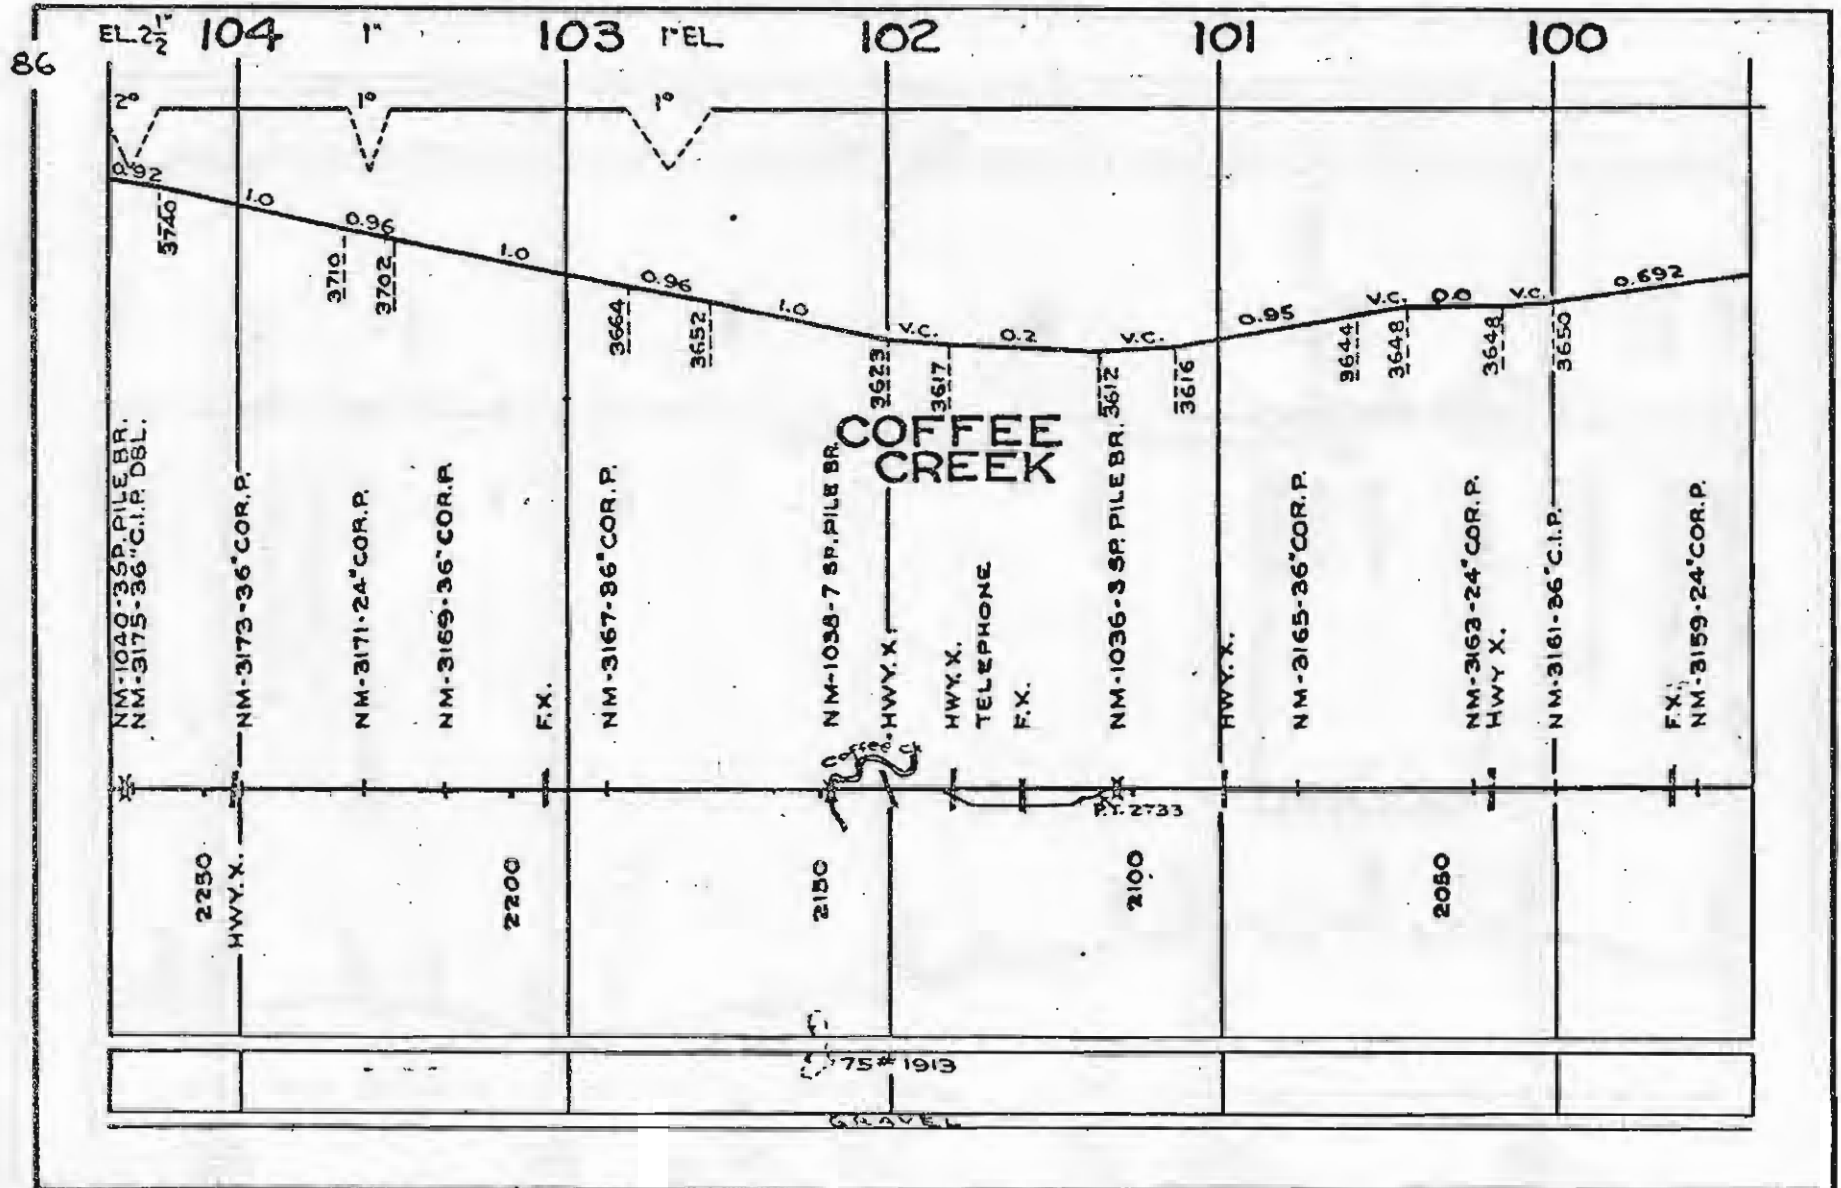 86
EL 2½" 104 1" 103 1" EL 102 101 100
2° 1° 1°
0.92 1.0 0.96 1.0 0.96 1.0 V.C. 0.2 V.C. 0.95 V.C. 0.0 V.C. 0.692
3740 3710 3702 3664 3652 3623 3617 3612 3616 3644 3648 3648 3650
COFFEE
CREEK
NM-1040-3 SP. PILE BR.
NM-3175-36" C.I.P. DBL.
NM-3173-36" COR. P.
NM-3171-24" COR. P.
NM-3169-36" COR. P.
F.X.
NM-3167-36" COR. P.
NM-1038-7 SP. PILE BR.
HWY. X.
HWY. X.
TELEPHONE
F.X.
NM-1036-3 SP. PILE BR.
HWY. X.
NM-3165-36" COR. P.
NM-3163-24" COR. P.
HWY X.
NM-3161-36" C.I.P.
F.X.
NM-3159-24" COR. P.
Coffee Ck
P.T. 2733
2250 HWY. X. 2200 2150 2100 2050
75# 1913
GRAVEL